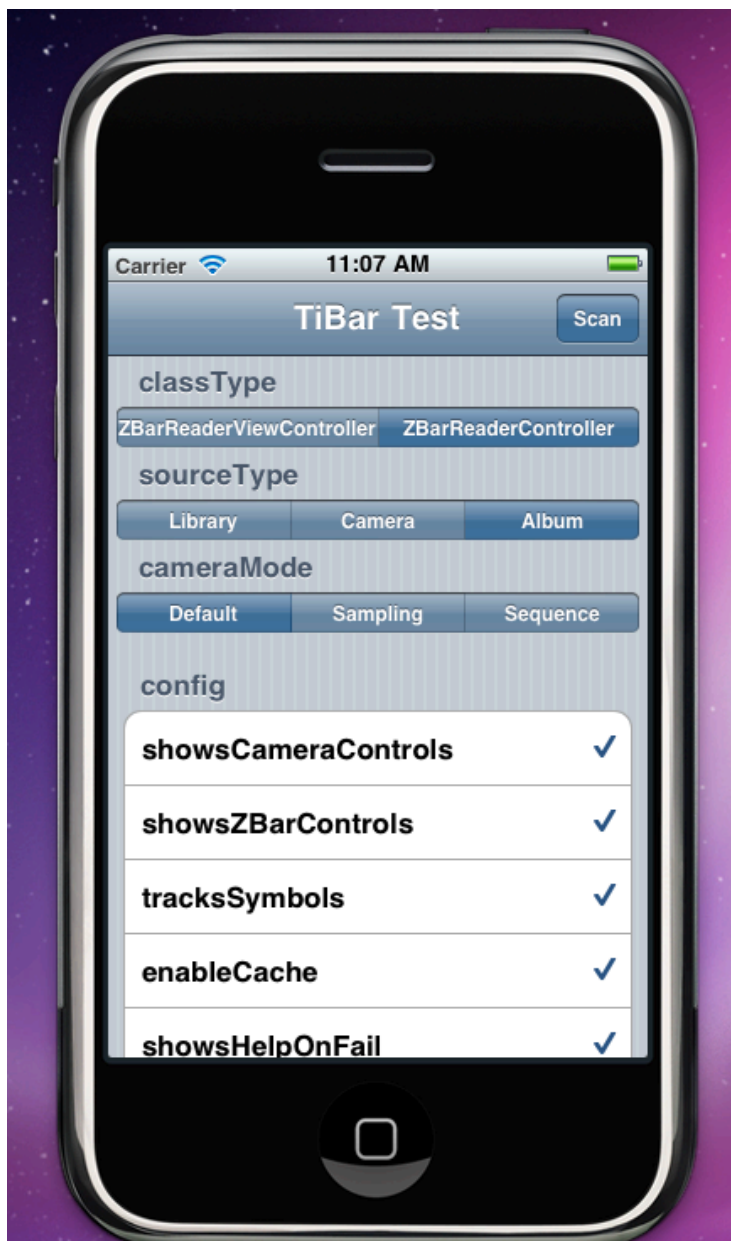 Carrier 11:07 AM
TiBar Test Scan
classType
ZBarReaderViewController ZBarReaderController
sourceType
Library Camera Album
cameraMode
Default Sampling Sequence
config
showsCameraControls
showsZBarControls
tracksSymbols
enableCache
showsHelpOnFail